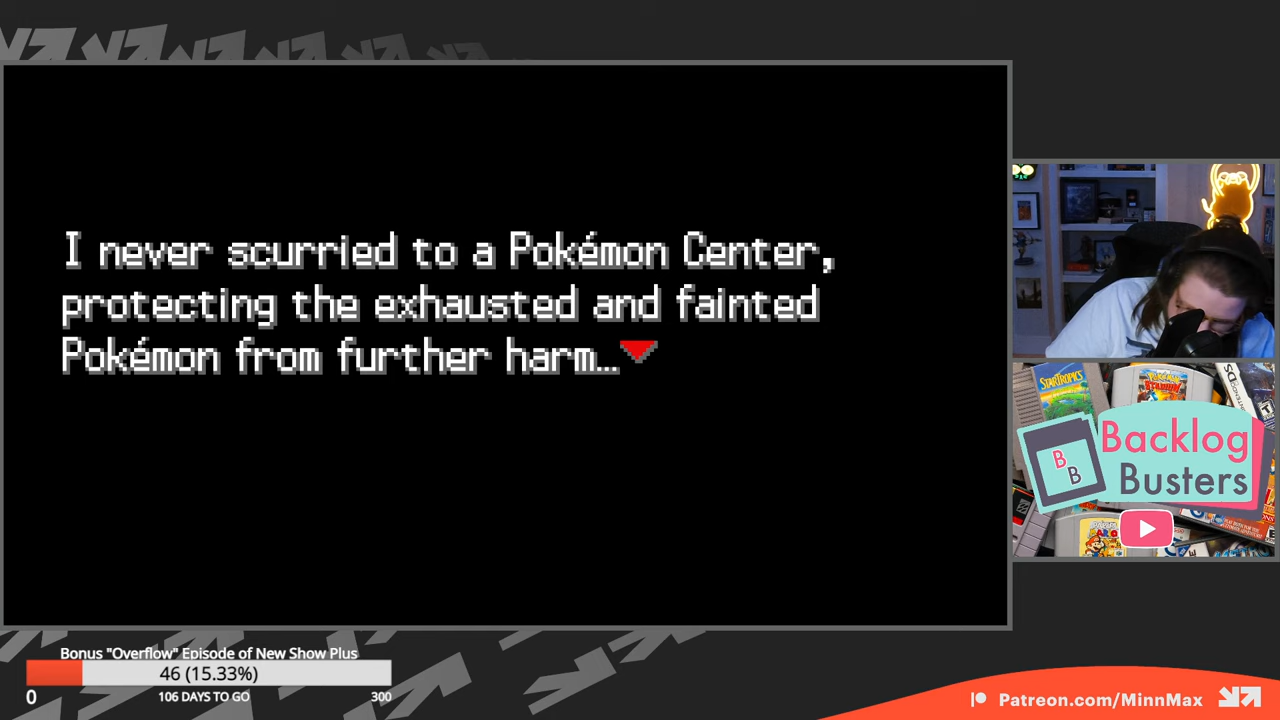 I never scurried to a Pokémon Center,
protecting the exhausted and fainted
Pokémon from further harm...
STARTROPICS
Backlog
Busters
B
B
Bonus "Overflow" Episode of New Show Plus
46 (15.33%)
0
106 DAYS TO GO
300
Patreon.com/MinnMax